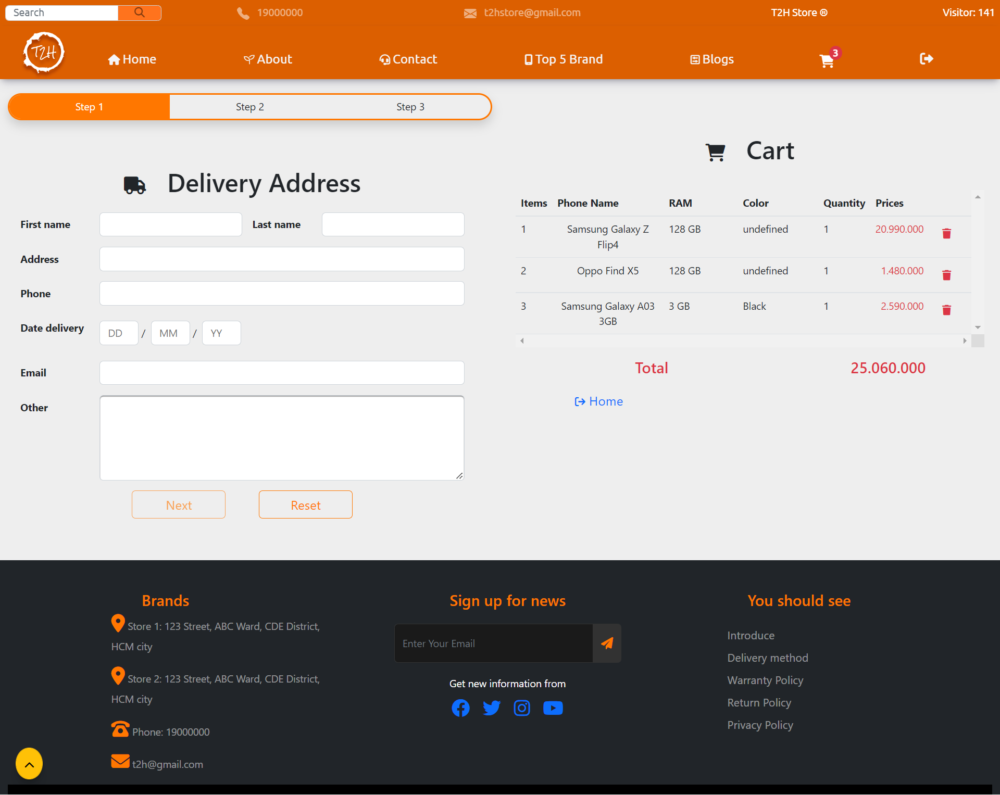 Search
19000000
t2hstore@gmail.com
T2H Store ®
Visitor: 141
T2H
Home
About
Contact
Top 5 Brand
Blogs
3
Step 1
Step 2
Step 3
Delivery Address
First name
Last name
Address
Phone
Date delivery
DD / MM / YY
Email
Other
Next
Reset
Cart
Items Phone Name RAM Color Quantity Prices
1 Samsung Galaxy Z 128 GB undefined 1 20.990.000
Flip4
2 Oppo Find X5 128 GB undefined 1 1.480.000
3 Samsung Galaxy A03 3 GB Black 1 2.590.000
3GB
Total 25.060.000
Home
Brands
Store 1: 123 Street, ABC Ward, CDE District,
HCM city
Store 2: 123 Street, ABC Ward, CDE District,
HCM city
Phone: 19000000
t2h@gmail.com
Sign up for news
Enter Your Email
Get new information from
You should see
Introduce
Delivery method
Warranty Policy
Return Policy
Privacy Policy